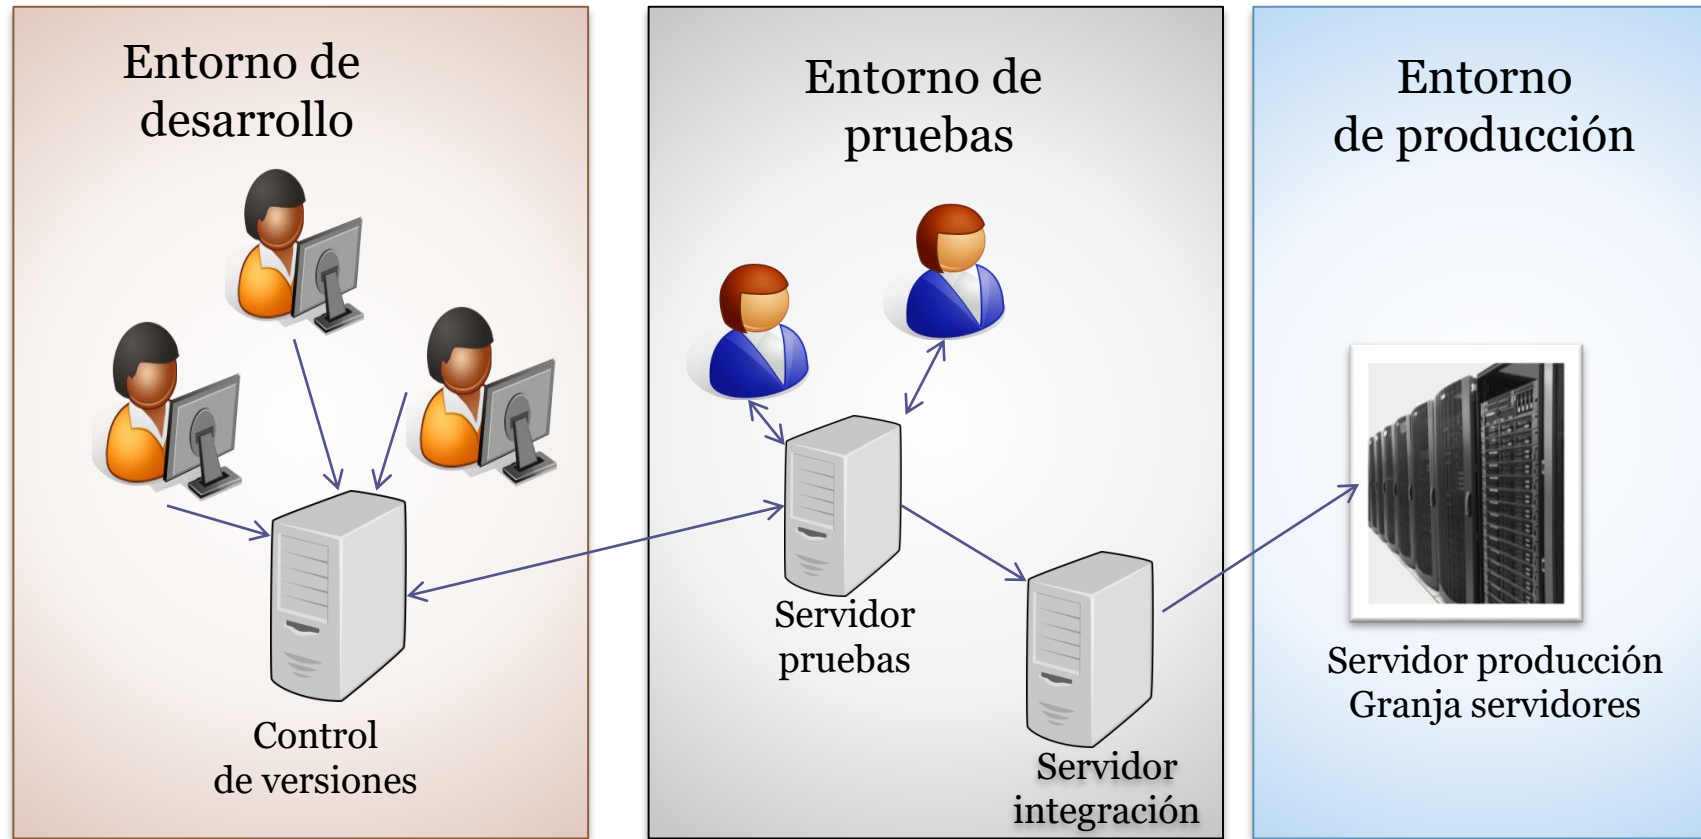 Entorno de
desarrollo
Control
de versiones
Entorno de
pruebas
Servidor
pruebas
Servidor
integración
Entorno
de producción
Servidor producción
Granja servidores